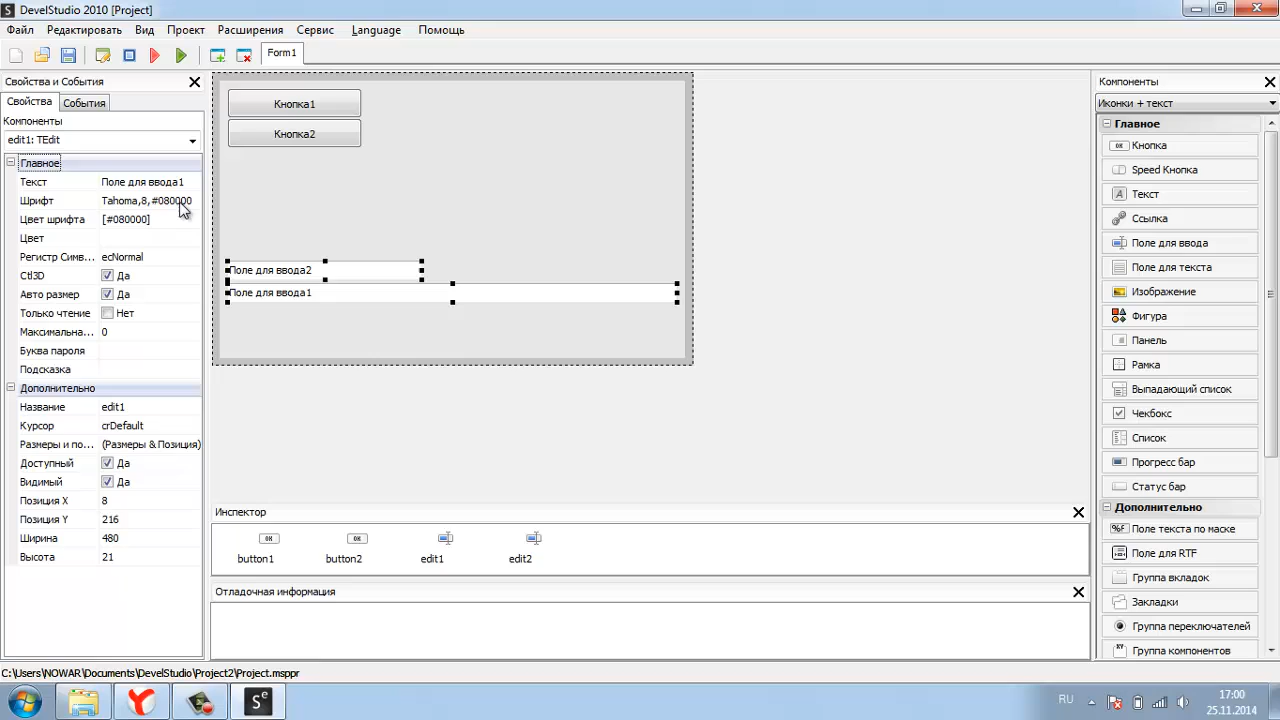 DevelStudio 2010 [Project]
Файл Редактировать Вид Проект Расширения Сервис Language Помощь
Form1
Свойства и События
Свойства События
Компоненты
edit1: TEdit
Главное
Текст Поле для ввода1
Шрифт Tahoma,8,#080000
Цвет шрифта [#080000]
Цвет
Регистр Симв... ecNormal
Ctl3D Да
Авто размер Да
Только чтение Нет
Максимальна... 0
Буква пароля
Подсказка
Дополнительно
Название edit1
Курсор crDefault
Размеры и по... (Размеры & Позиция)
Доступный Да
Видимый Да
Позиция X 8
Позиция Y 216
Ширина 480
Высота 21
Кнопка1
Кнопка2
Поле для ввода2
Поле для ввода1
Инспектор
OK OK
button1 button2 edit1 edit2
Отладочная информация
Компоненты
Иконки + текст
Главное
OK Кнопка
Speed Кнопка
A Текст
Ссылка
Поле для ввода
Поле для текста
Изображение
Фигура
Панель
Рамка
Выпадающий список
Чекбокс
Список
Прогресс бар
Статус бар
Дополнительно
%F Поле текста по маске
Поле для RTF
Группа вкладок
Закладки
Группа переключателей
Группа компонентов
C:\Users\NOWAR\Documents\DevelStudio\Project2\Project.msppr
RU
17:00
25.11.2014